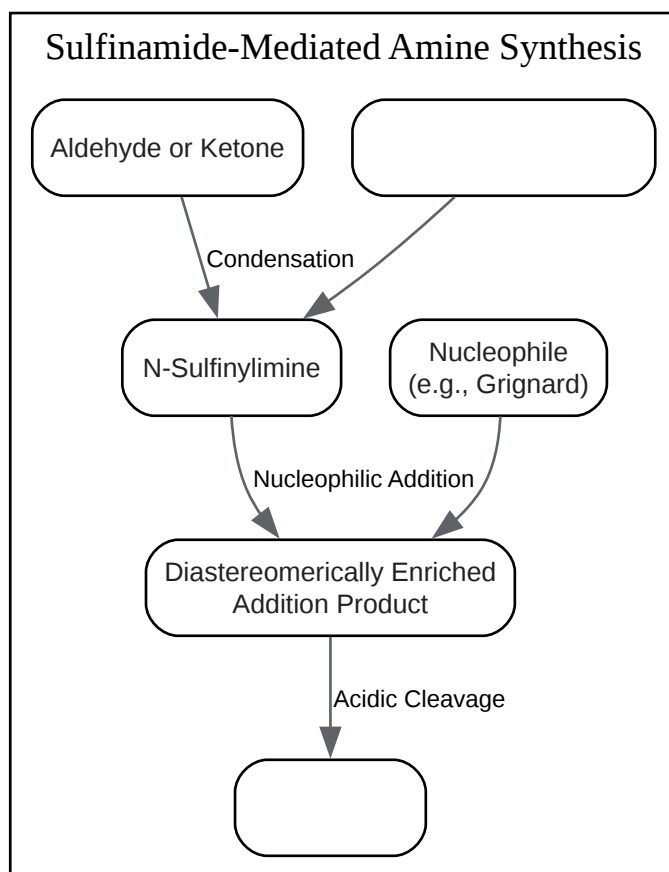 Sulfinamide-Mediated Amine Synthesis
Aldehyde or Ketone
Condensation
N-Sulfinylimine
Nucleophile
(e.g., Grignard)
Nucleophilic Addition
Diastereomerically Enriched
Addition Product
Acidic Cleavage